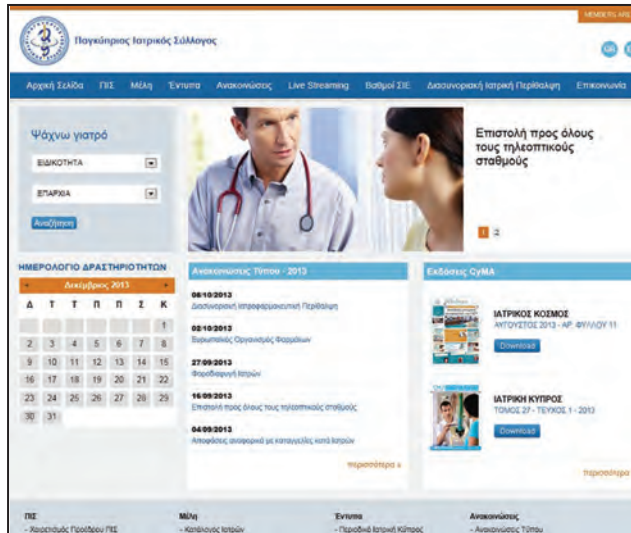 MEMBERS ARE
Παγκύπριος Ιατρικός Σύλλογος
GR
Αρχική Σελίδα ΠΙΣ Μέλη Έντυπα Ανακοινώσεις Live Streaming Βαθμοί ΣΙΕ Διασυνοριακή Ιατρική Περίθαλψη Επικοινωνία
Ψάχνω γιατρό
ΕΙΔΙΚΟΤΗΤΑ
ΕΠΑΡΧΙΑ
Αναζήτηση
Επιστολή προς όλους
τους τηλεοπτικούς
σταθμούς
1 2
ΗΜΕΡΟΛΟΓΙΟ ΔΡΑΣΤΗΡΙΟΤΗΤΩΝ
Δεκέμβριος 2013
Δ Τ Τ Π Π Σ Κ
1
2 3 4 5 6 7 8
9 10 11 12 13 14 15
16 17 18 19 20 21 22
23 24 25 26 27 28 29
30 31
Ανακοινώσεις Τύπου - 2013
08/10/2013
Διασυνοριακή Ιατροφαρμακευτική Περίθαλψη
02/10/2013
Ευρωπαϊκός Οργανισμός Φαρμάκων
27/09/2013
Φοροδιαφυγή Ιατρών
16/09/2013
Επιστολή προς όλους τους τηλεοπτικούς σταθμούς
04/09/2013
Αποφάσεις αναφορικά με καταγγελίες κατά Ιατρών
περισσότερα »
Εκδόσεις CyMA
ΙΑΤΡΙΚΟΣ ΚΟΣΜΟΣ
ΑΥΓΟΥΣΤΟΣ 2013 - ΑΡ. ΦΥΛΛΟΥ 11
Download
ΙΑΤΡΙΚΗ ΚΥΠΡΟΣ
ΤΟΜΟΣ 27 - ΤΕΥΧΟΣ 1 - 2013
Download
περισσότερα
ΠΙΣ Μέλη Έντυπα Ανακοινώσεις
- Χαιρετισμός Προέδρου ΠΙΣ - Κατάλογος Ιατρών - Περιοδικό Ιατρική Κύπρος - Ανακοινώσεις Τύπου